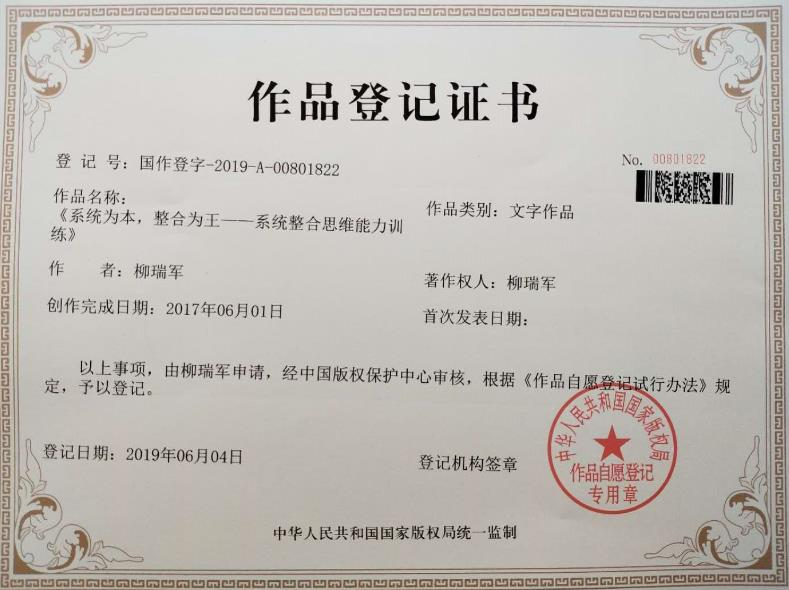 作品登记证书
登 记 号：国作登字-2019-A-00801822
No. 00801822
作品名称：
《系统为本，整合为王——系统整合思维能力训
练》
作品类别：文字作品
作 者：柳瑞军
著作权人：柳瑞军
创作完成日期：2017年06月01日
首次发表日期：
以上事项，由柳瑞军申请，经中国版权保护中心审核，根据《作品自愿登记试行办法》规
定，予以登记。
登记日期：2019年06月04日
登记机构签章
中华人民共和国国家版权局
作品自愿登记
专用章
中华人民共和国国家版权局统一监制